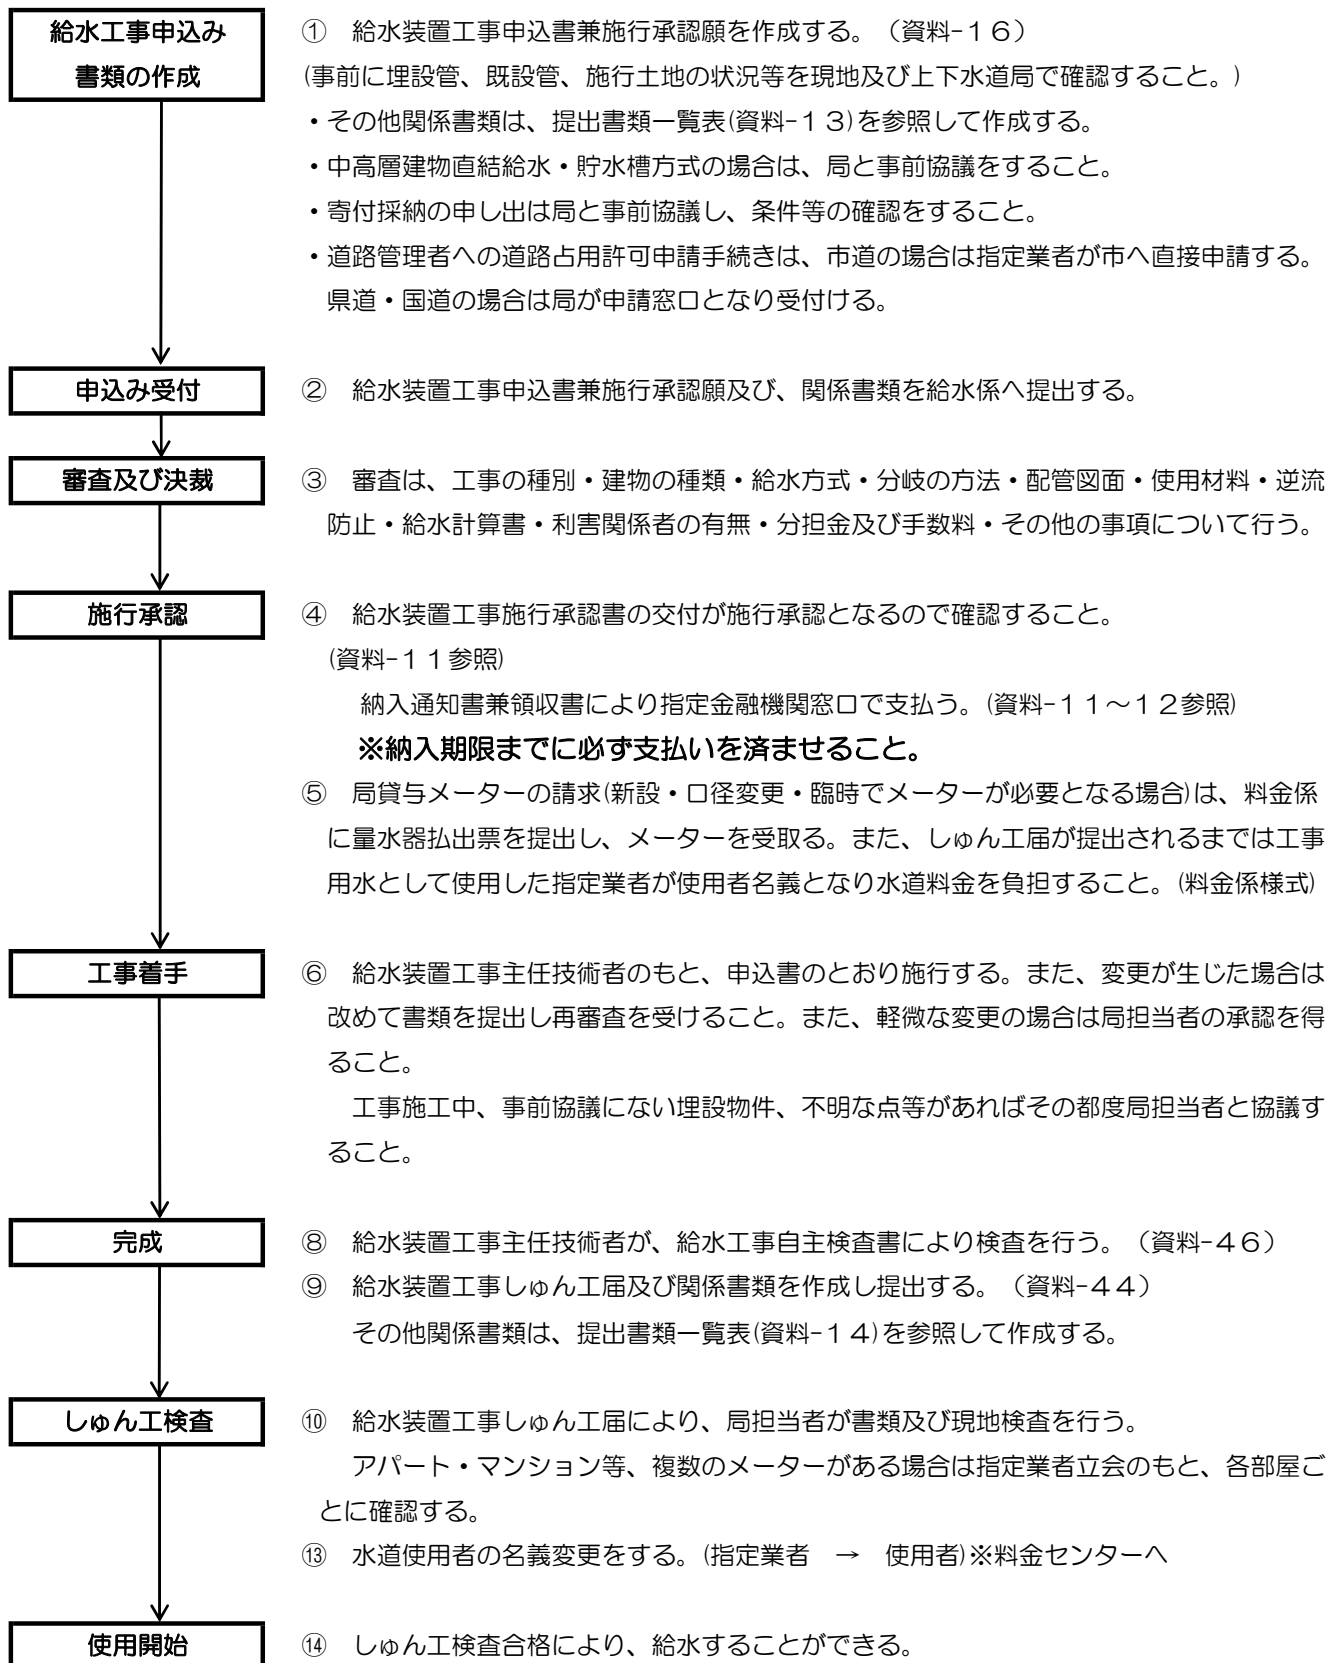 給水工事申込み
書類の作成
① 給水装置工事申込書兼施行承認願を作成する。（資料-１６）
(事前に埋設管、既設管、施行土地の状況等を現地及び上下水道局で確認すること。)
・その他関係書類は、提出書類一覧表(資料-１３)を参照して作成する。
・中高層建物直結給水・貯水槽方式の場合は、局と事前協議をすること。
・寄付採納の申し出は局と事前協議し、条件等の確認をすること。
・道路管理者への道路占用許可申請手続きは、市道の場合は指定業者が市へ直接申請する。
県道・国道の場合は局が申請窓口となり受付ける。
申込み受付
② 給水装置工事申込書兼施行承認願及び、関係書類を給水係へ提出する。
審査及び決裁
③ 審査は、工事の種別・建物の種類・給水方式・分岐の方法・配管図面・使用材料・逆流
防止・給水計算書・利害関係者の有無・分担金及び手数料・その他の事項について行う。
施行承認
④ 給水装置工事施行承認書の交付が施行承認となるので確認すること。
(資料-１１参照)
納入通知書兼領収書により指定金融機関窓口で支払う。(資料-１１～１２参照)
※納入期限までに必ず支払いを済ませること。
⑤ 局貸与メーターの請求(新設・口径変更・臨時でメーターが必要となる場合)は、料金係
に量水器払出票を提出し、メーターを受取る。また、しゅん工届が提出されるまでは工事
用水として使用した指定業者が使用者名義となり水道料金を負担すること。(料金係様式)
工事着手
⑥ 給水装置工事主任技術者のもと、申込書のとおり施行する。また、変更が生じた場合は
改めて書類を提出し再審査を受けること。また、軽微な変更の場合は局担当者の承認を得
ること。
工事施工中、事前協議にない埋設物件、不明な点等があればその都度局担当者と協議す
ること。
完成
⑧ 給水装置工事主任技術者が、給水工事自主検査書により検査を行う。（資料-４６）
⑨ 給水装置工事しゅん工届及び関係書類を作成し提出する。（資料-４４）
その他関係書類は、提出書類一覧表(資料-１４)を参照して作成する。
しゅん工検査
⑩ 給水装置工事しゅん工届により、局担当者が書類及び現地検査を行う。
アパート・マンション等、複数のメーターがある場合は指定業者立会のもと、各部屋ご
とに確認する。
⑬ 水道使用者の名義変更をする。(指定業者 → 使用者)※料金センターへ
使用開始
⑭ しゅん工検査合格により、給水することができる。